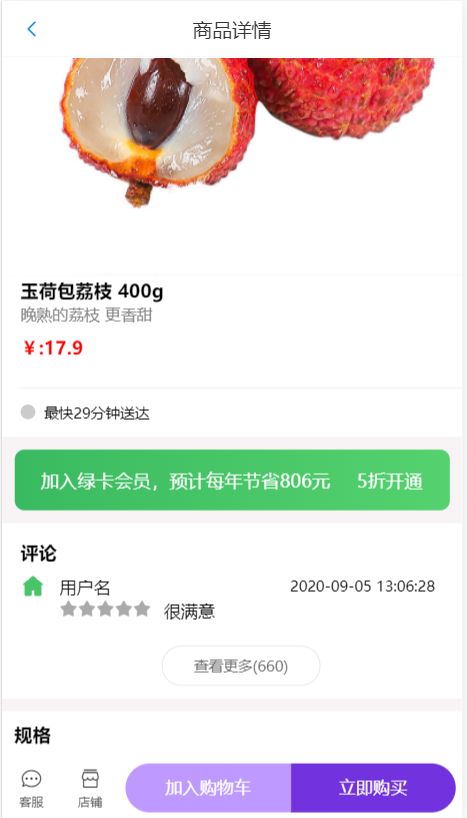 商品详情
玉荷包荔枝 400g
晚熟的荔枝 更香甜
￥:17.9
最快29分钟送达
加入绿卡会员，预计每年节省806元 5折开通
评论
用户名 2020-09-05 13:06:28
很满意
查看更多(660)
规格
客服 店铺 加入购物车 立即购买